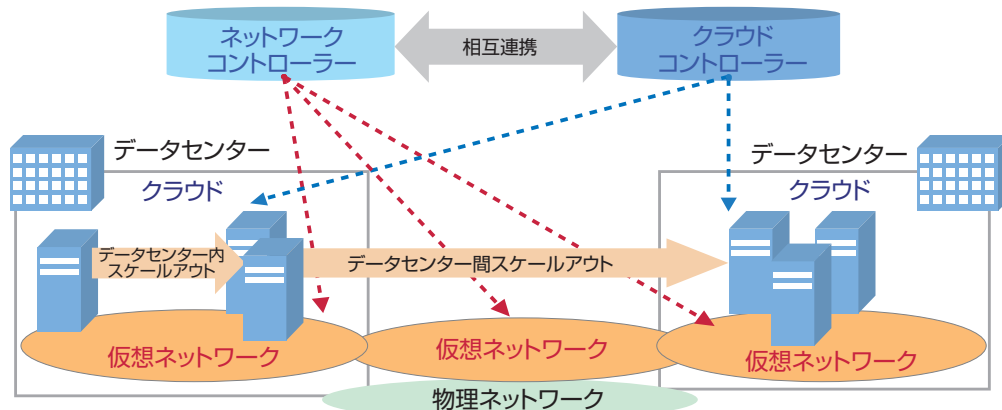 ネットワーク
コントローラー
相互連携
クラウド
コントローラー
データセンター
クラウド
データセンター
クラウド
データセンター内
スケールアウト
データセンター間スケールアウト
仮想ネットワーク
仮想ネットワーク
仮想ネットワーク
物理ネットワーク